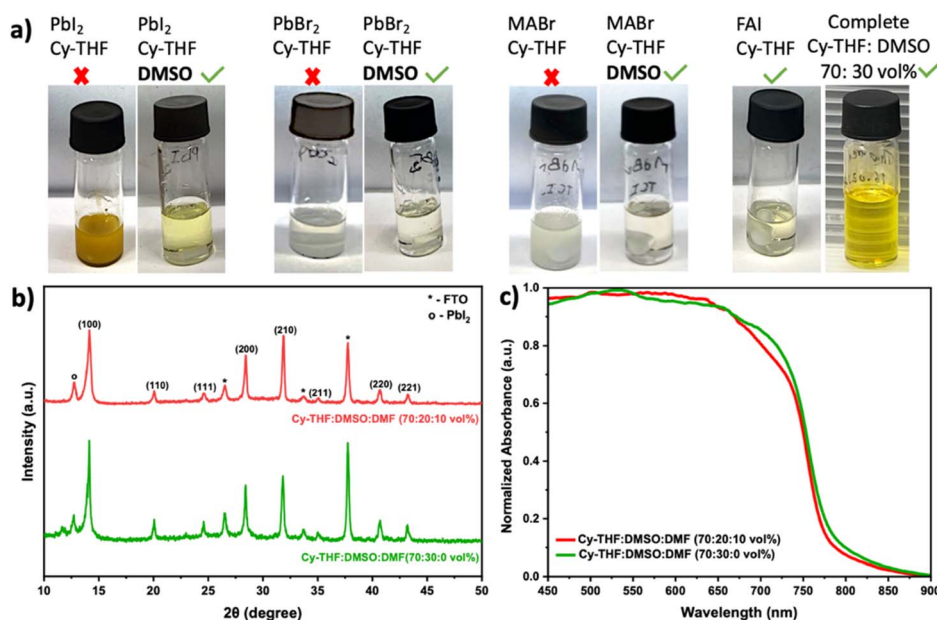 a)
PbI2
Cy-THF
PbI2
Cy-THF
DMSO
PbBr2
Cy-THF
PbBr2
Cy-THF
DMSO
MABr
Cy-THF
MABr
Cy-THF
DMSO
FAI
Cy-THF
Complete
Cy-THF: DMSO
70: 30 vol%
b)
* - FTO
o - PbI2
(100)
(210)
(200)
*
o
(110)
(111)
*
*
(211)
(220)
(221)
Cy-THF:DMSO:DMF (70:20:10 vol%)
Cy-THF:DMSO:DMF (70:30:0 vol%)
Intensity (a.u.)
10 15 20 25 30 35 40 45 50
2θ (degree)
c)
1.0
0.8
0.6
0.4
0.2
0.0
Normalized Absorbance (a.u.)
Cy-THF:DMSO:DMF (70:20:10 vol%)
Cy-THF:DMSO:DMF (70:30:0 vol%)
450 500 550 600 650 700 750 800 850 900
Wavelength (nm)